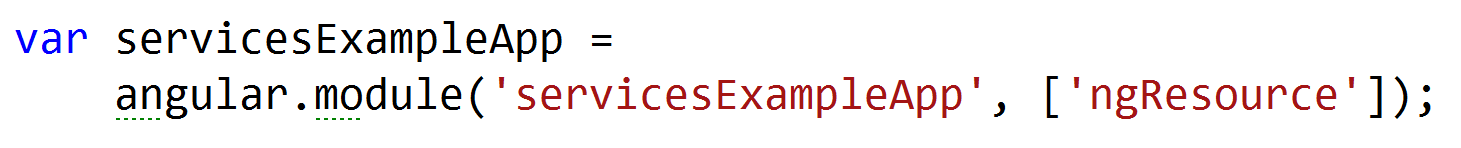 var servicesExampleApp =
    angular.module('servicesExampleApp', ['ngResource']);